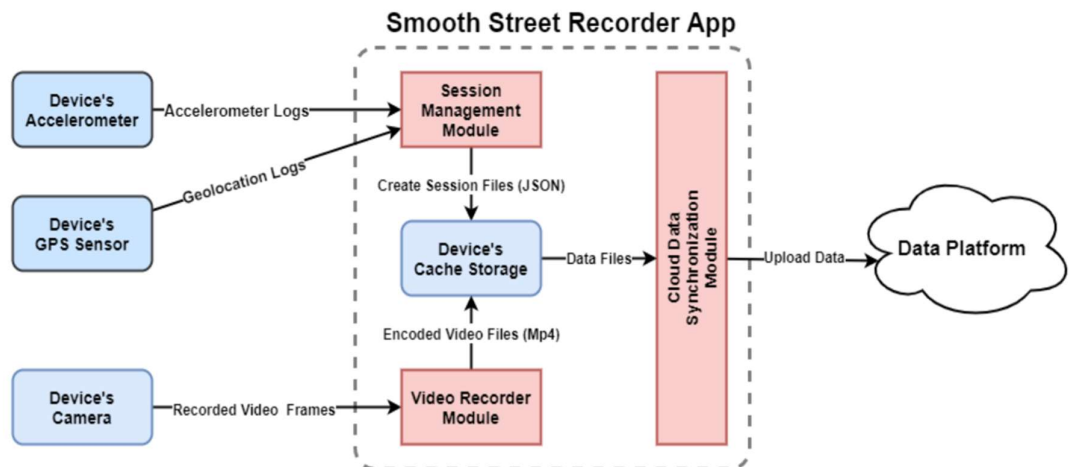 Smooth Street Recorder App
Device's
Accelerometer
Accelerometer Logs
Session
Management
Module
Geolocation Logs
Device's
GPS Sensor
Create Session Files (JSON)
Device's
Cache Storage
Data Files
Cloud Data
Synchronization
Module
Upload Data
Data Platform
Encoded Video Files (Mp4)
Device's
Camera
Recorded Video Frames
Video Recorder
Module